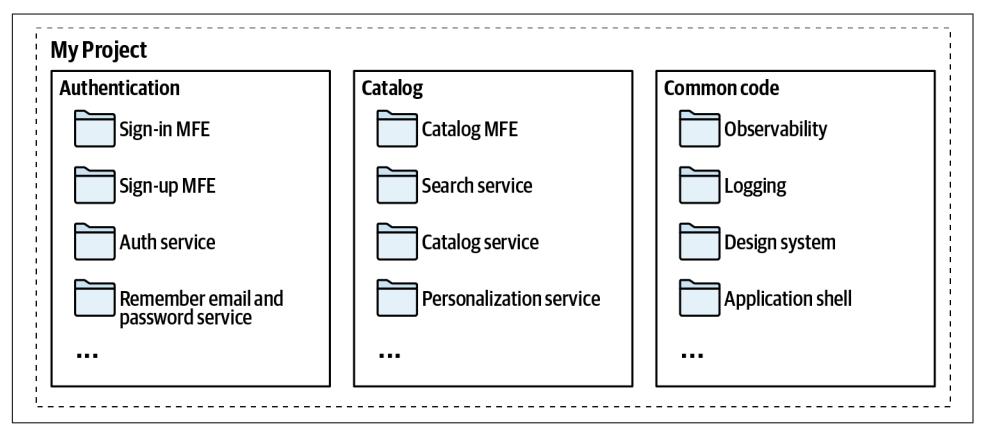 My Project
Authentication
Sign-in MFE
Sign-up MFE
Auth service
Remember email and
password service
...
Catalog
Catalog MFE
Search service
Catalog service
Personalization service
...
Common code
Observability
Logging
Design system
Application shell
...